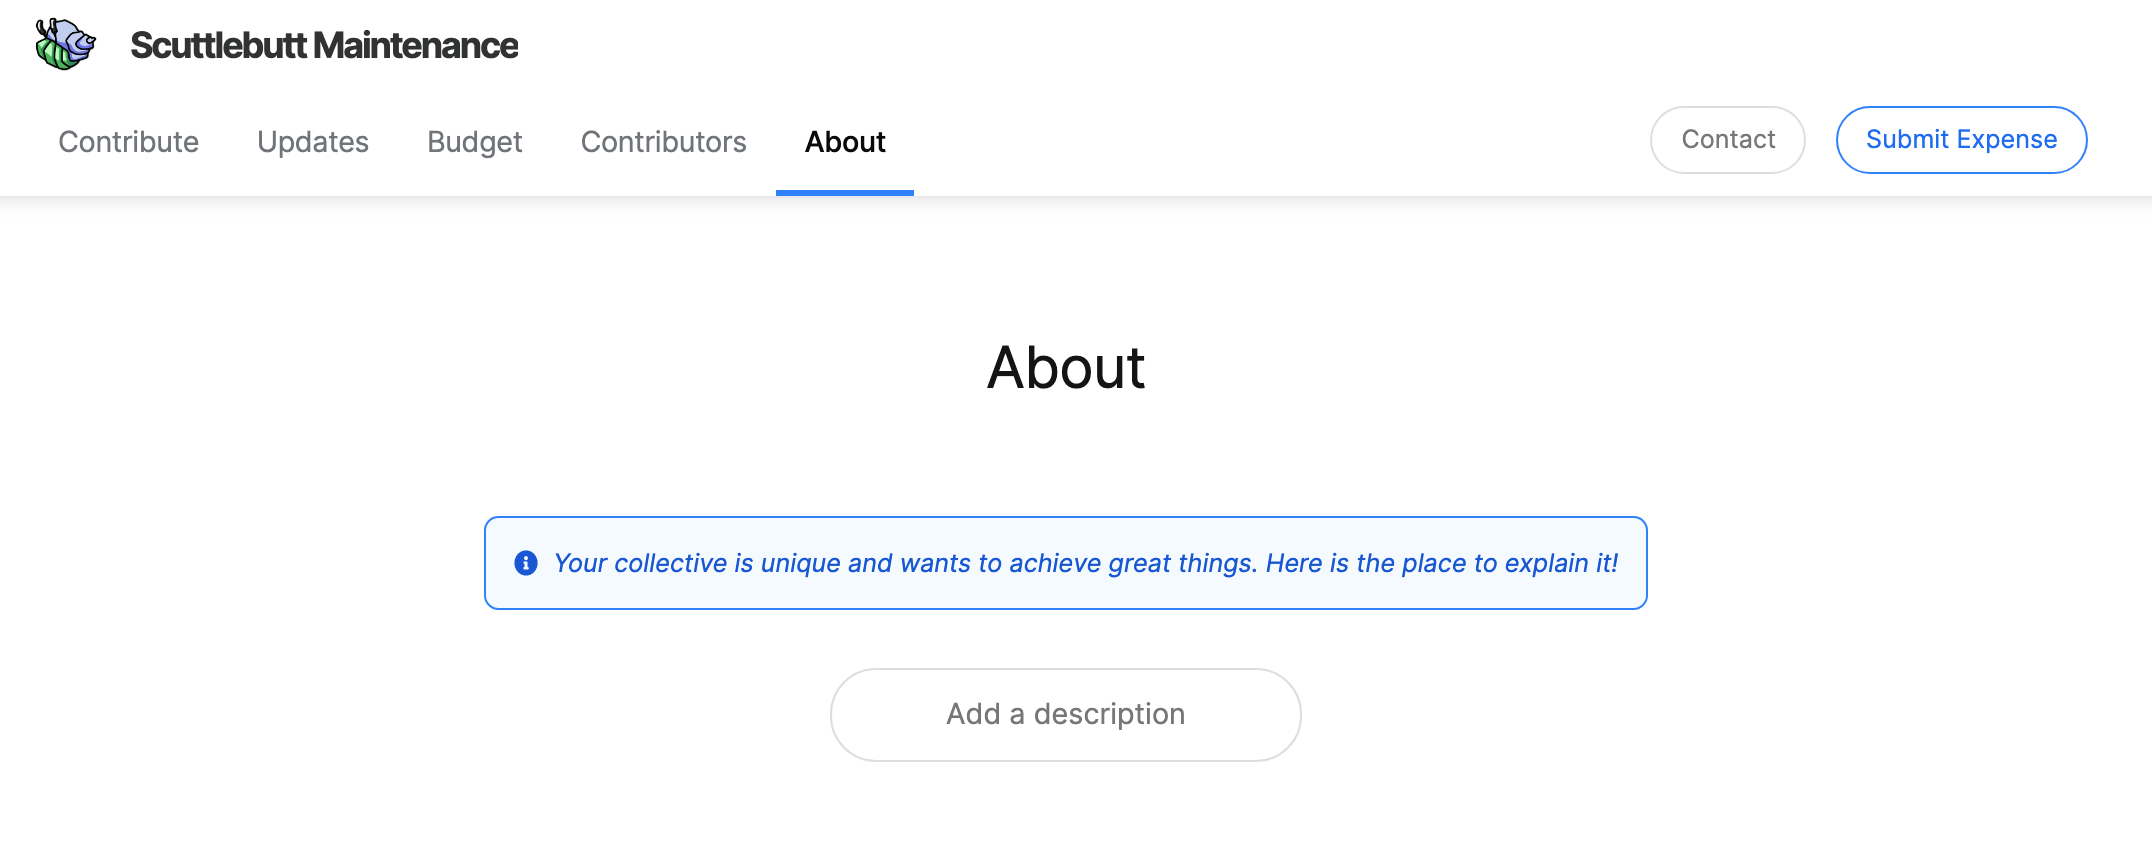 Scuttlebutt Maintenance
Contribute Updates Budget Contributors About Contact Submit Expense
About
Your collective is unique and wants to achieve great things. Here is the place to explain it!
Add a description